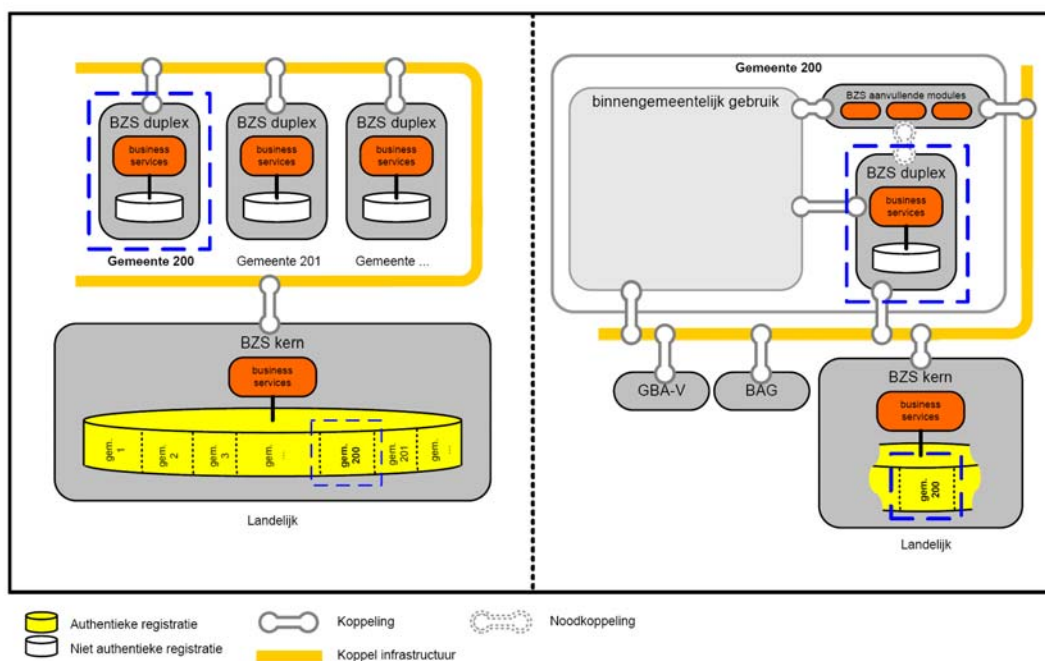 BZS duplex
business
services
Gemeente 200
BZS duplex
business
services
Gemeente 201
BZS duplex
business
services
Gemeente ...
BZS kern
business
services
gem.
1
gem.
2
gem.
3
gem.
...
gem.
200
gem.
201
gem.
...
Landelijk
Gemeente 200
binnengemeentelijk gebruik
BZS aanvullende modules
BZS duplex
business
services
GBA-V
BAG
BZS kern
business
services
gem.
200
Landelijk
Authentieke registratie
Niet authentieke registratie
Koppeling
Koppel infrastructuur
Noodkoppeling